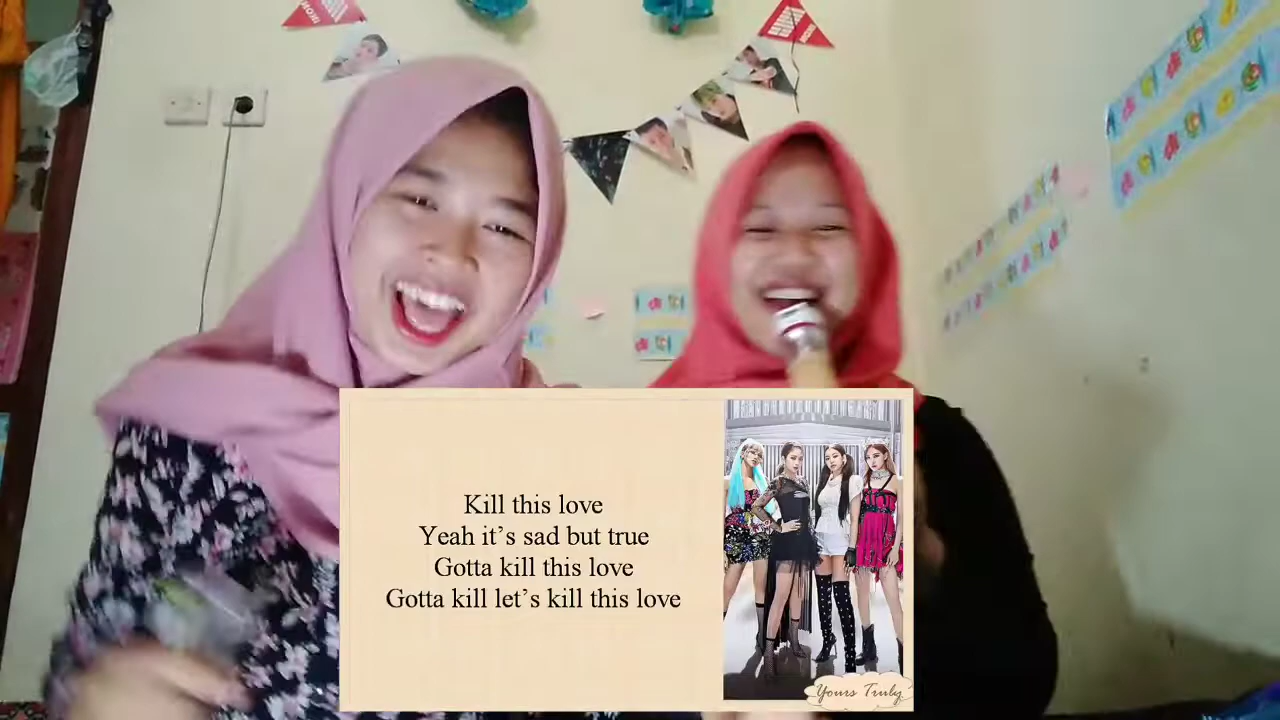 Kill this love
Yeah it’s sad but true
Gotta kill this love
Gotta kill let’s kill this love
Yours Truly